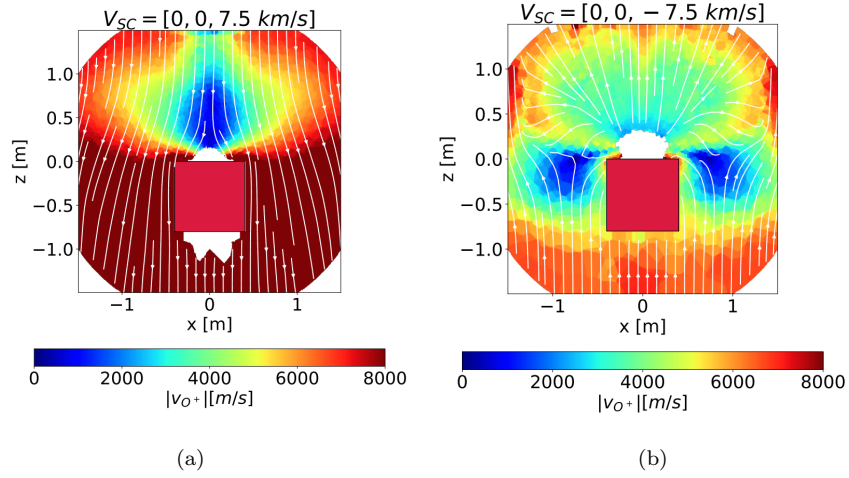 V_SC = [0, 0, 7.5 km/s]
1.0
0.5
0.0
−0.5
−1.0
z [m]
−1 0 1
x [m]
0 2000 4000 6000 8000
|v_O+|[m/s]
(a)
V_SC = [0, 0, − 7.5 km/s]
1.0
0.5
0.0
−0.5
−1.0
z [m]
−1 0 1
x [m]
0 2000 4000 6000 8000
|v_O+|[m/s]
(b)